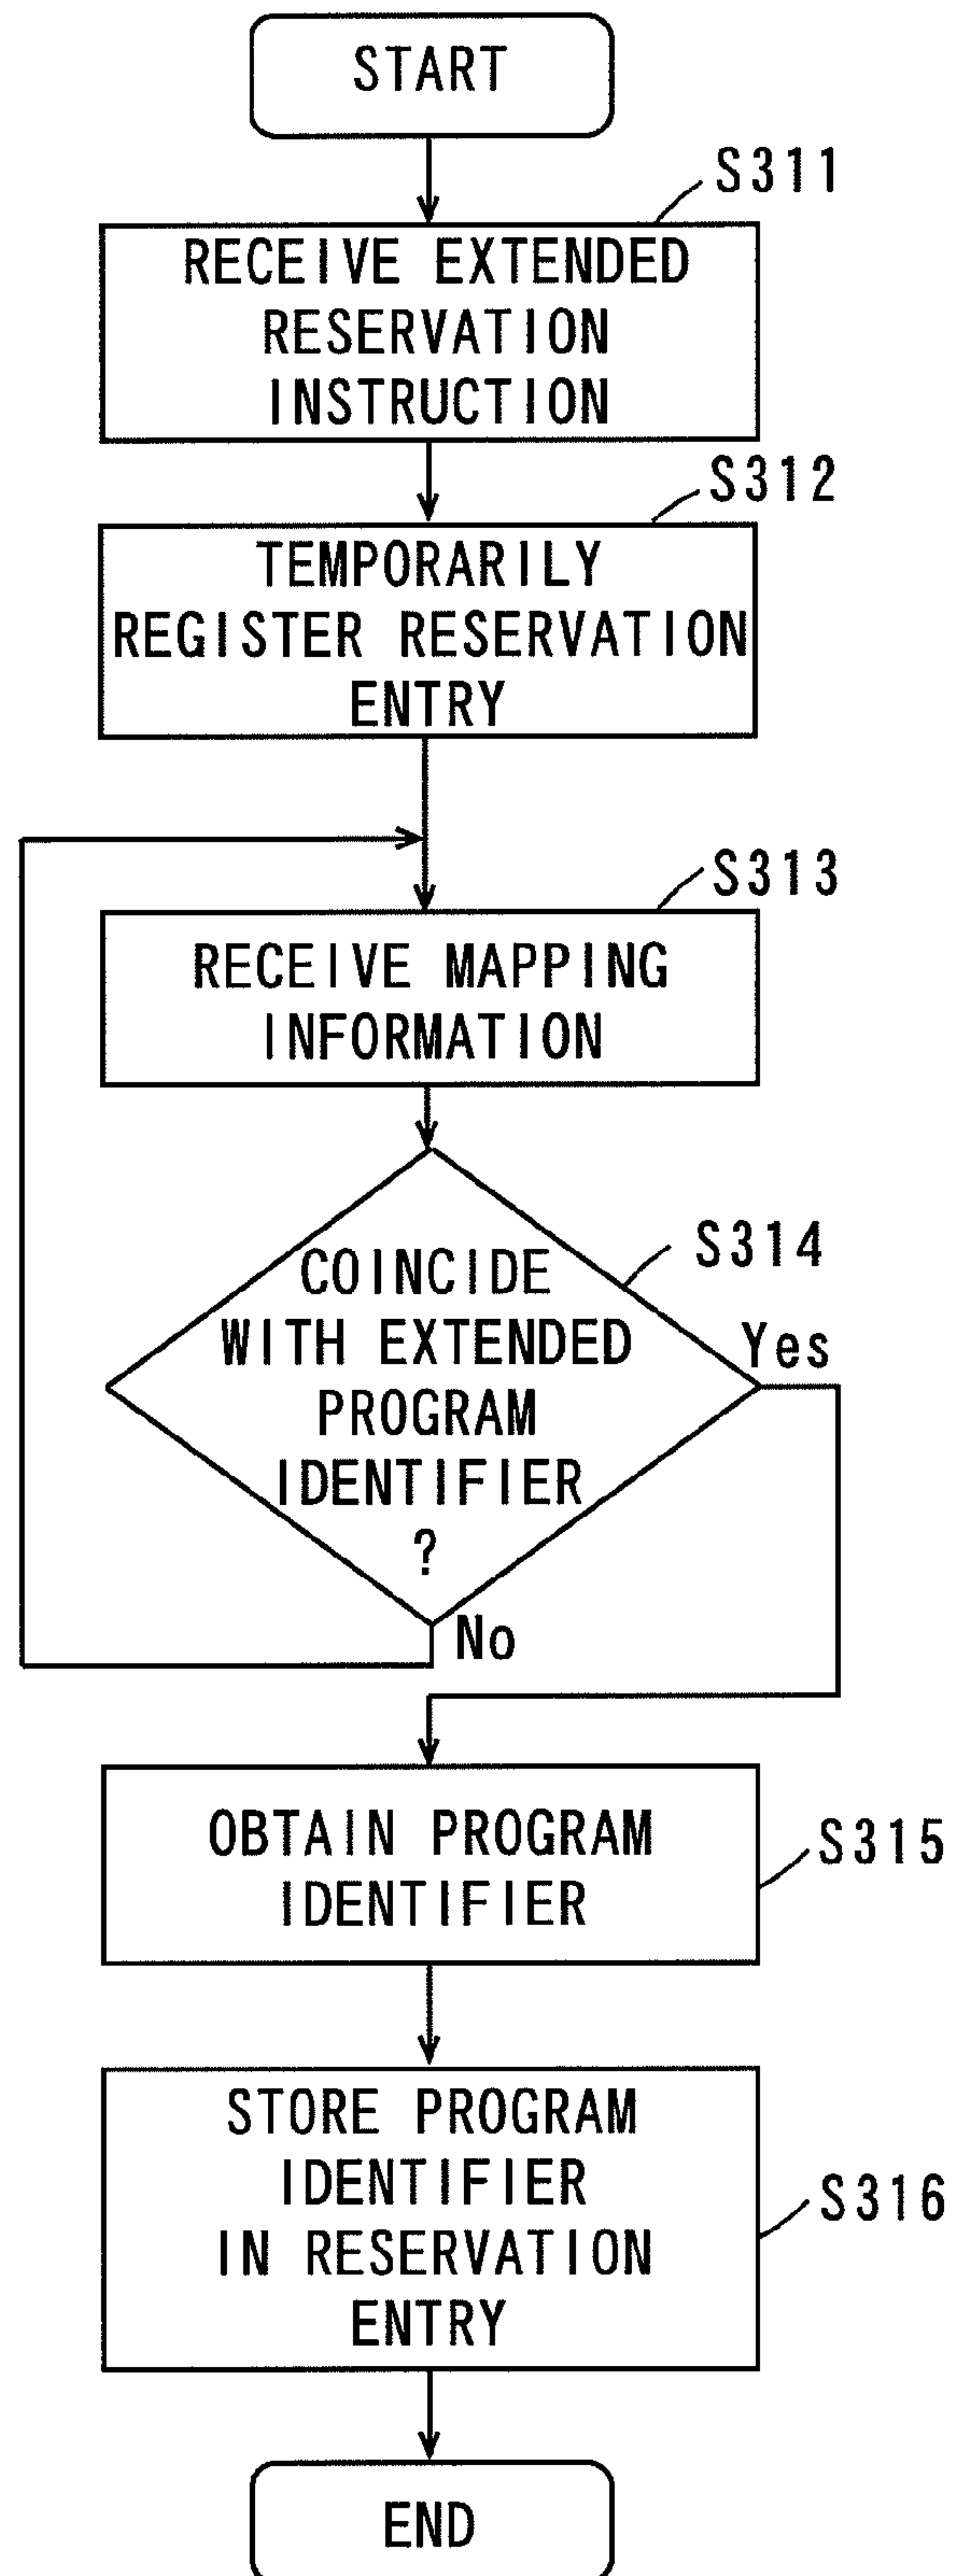 START
S311
RECEIVE EXTENDED
RESERVATION
INSTRUCTION
S312
TEMPORARILY
REGISTER RESERVATION
ENTRY
S313
RECEIVE MAPPING
INFORMATION
S314
COINCIDE
WITH EXTENDED
PROGRAM
IDENTIFIER
?
Yes
No
OBTAIN PROGRAM
IDENTIFIER
S315
STORE PROGRAM
IDENTIFIER
IN RESERVATION
ENTRY
S316
END